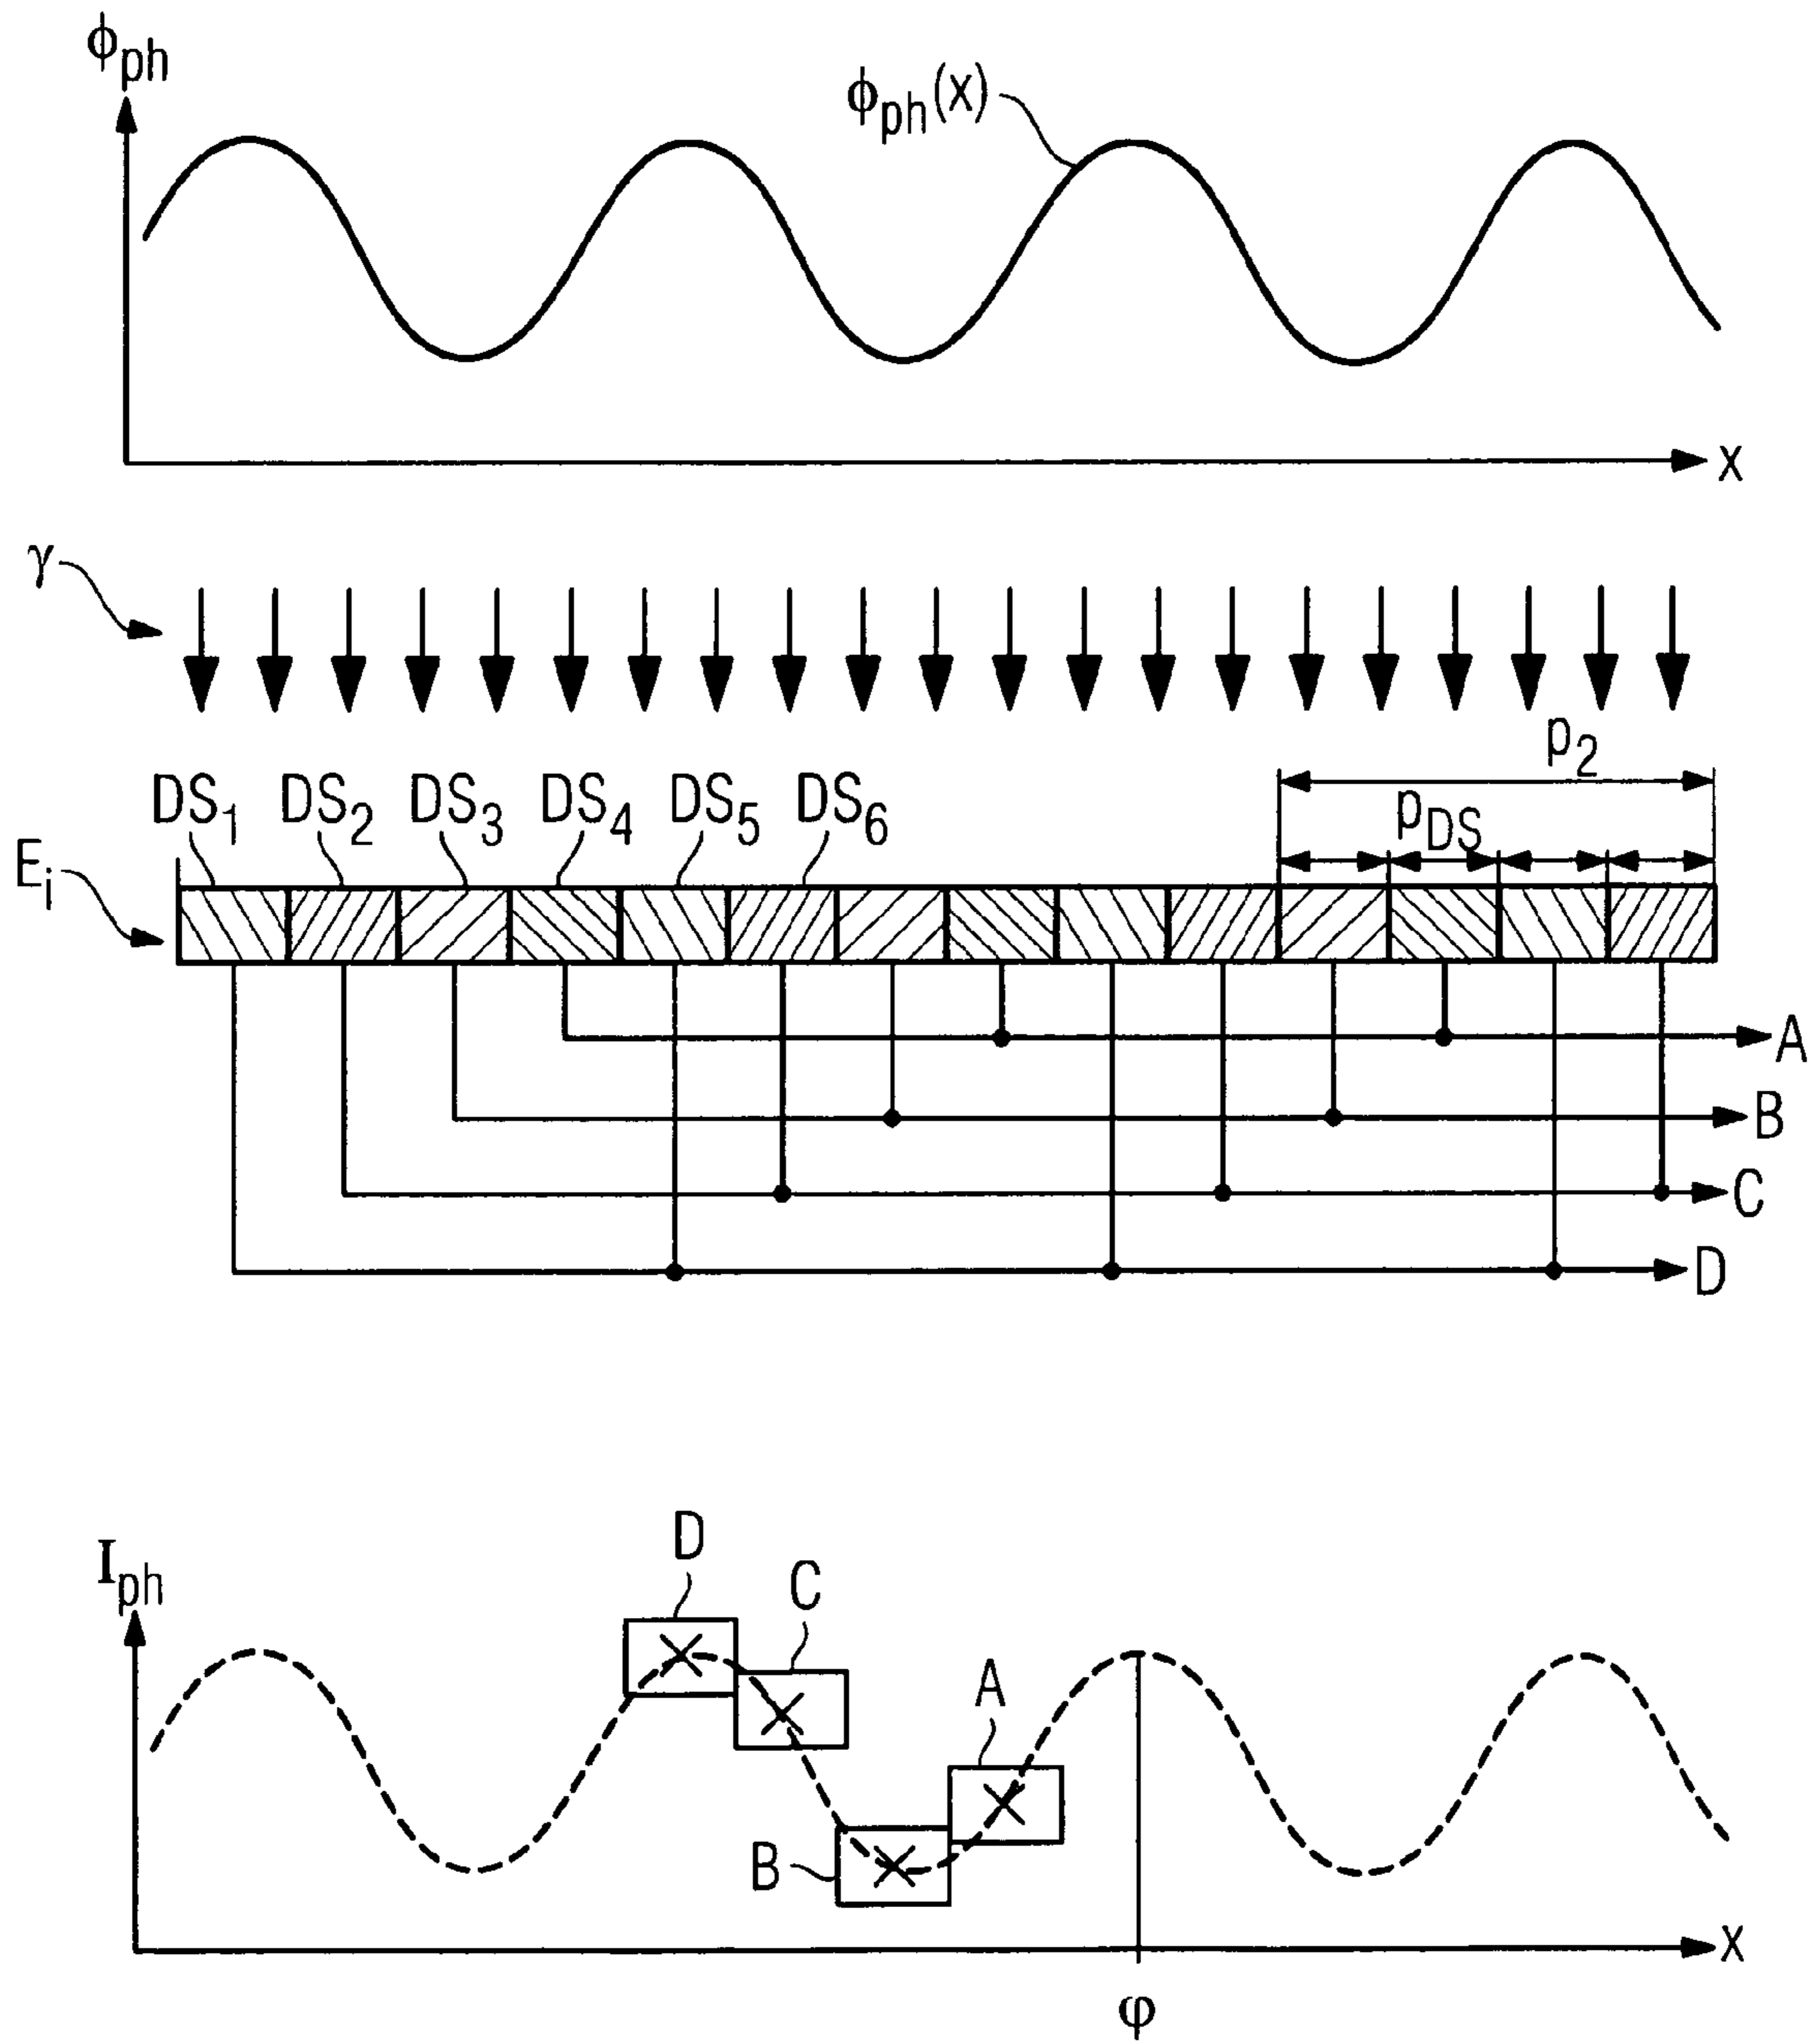 ϕph
ϕph(x)
x
γ
p2
DS1 DS2 DS3 DS4 DS5 DS6
pDS
Ei
A
B
C
D
Iph
D
C
A
B
x
φ